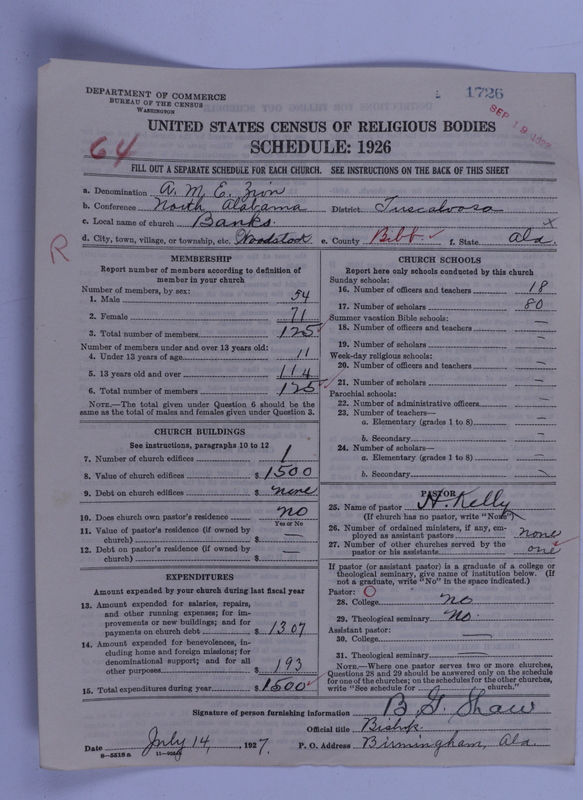 DEPARTMENT OF COMMERCE
BUREAU OF THE CENSUS
WASHINGTON
1726
SEP 19
UNITED STATES CENSUS OF RELIGIOUS BODIES
SCHEDULE: 1926
64
FILL OUT A SEPARATE SCHEDULE FOR EACH CHURCH. SEE INSTRUCTIONS ON THE BACK OF THIS SHEET
a. Denomination A. M. E. Zion
b. Conference North Alabama District Tuscaloosa
c. Local name of church Banks
d. City, town, village, or township, etc. Woodstock e. County Bibb f. State Ala x
R
MEMBERSHIP
Report number of members according to definition of
member in your church
Number of members, by sex:
1. Male 54
2. Female 71
3. Total number of members 125
Number of members under and over 13 years old:
4. Under 13 years of age 11
5. 13 years old and over 114
6. Total number of members 125
NOTE.—The total given under Question 6 should be the
same as the total of males and females given under Question 3.
CHURCH BUILDINGS
See instructions, paragraphs 10 to 12
7. Number of church edifices 1
8. Value of church edifices $ 1500
9. Debt on church edifices $ none
10. Does church own pastor's residence no
Yes or No
11. Value of pastor's residence (if owned by
church) $ —
12. Debt on pastor's residence (if owned by
church) $ —
EXPENDITURES
Amount expended by your church during last fiscal year
13. Amount expended for salaries, repairs,
and other running expenses; for im-
provements or new buildings; and for
payments on church debt $ 1307
14. Amount expended for benevolences, in-
cluding home and foreign missions; for
denominational support; and for all
other purposes $ 193
15. Total expenditures during year $ 1500
CHURCH SCHOOLS
Report here only schools conducted by this church
Sunday schools:
16. Number of officers and teachers 18
17. Number of scholars 80
Summer vacation Bible schools:
18. Number of officers and teachers —
19. Number of scholars —
Week-day religious schools:
20. Number of officers and teachers —
21. Number of scholars —
Parochial schools:
22. Number of administrative officers —
23. Number of teachers—
a. Elementary (grades 1 to 8) —
b. Secondary —
24. Number of scholars—
a. Elementary (grades 1 to 8) —
b. Secondary —
PASTOR
25. Name of pastor H. Kelly
(If church has no pastor, write "None")
26. Number of ordained ministers, if any, em-
ployed as assistant pastors none
27. Number of other churches served by the
pastor or his assistants one
If pastor (or assistant pastor) is a graduate of a college or
theological seminary, give name of institution below. (If
not a graduate, write "No" in the space indicated.)
Pastor:
28. College no
29. Theological seminary No.
Assistant pastor:
30. College —
31. Theological seminary —
NOTE.—Where one pastor serves two or more churches,
Questions 28 and 29 should be answered only on the schedule
for one of the churches; on the schedules for the other churches,
write "See schedule for church."
Signature of person furnishing information B G Shaw
Official title Bishop
Date July 14, 1927. P. O. Address Birmingham, Ala.
8-5518a